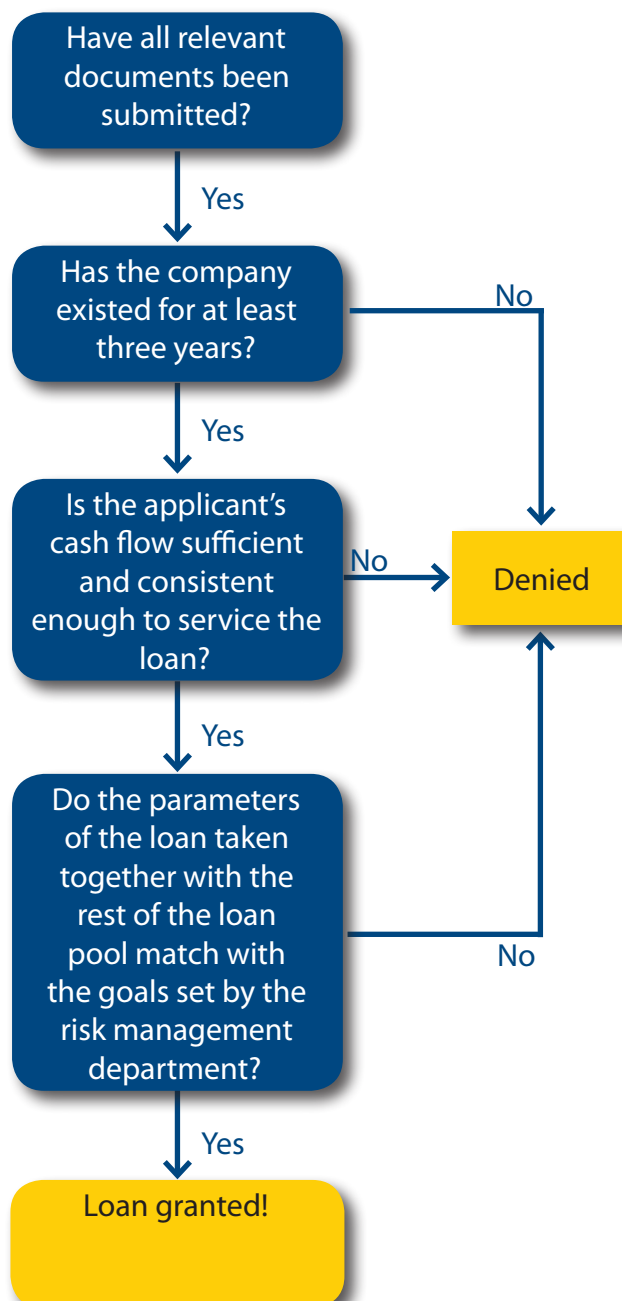 Have all relevant
documents been
submitted?
Yes
Has the company
existed for at least
three years?
No
Yes
Is the applicant’s
cash flow sufficient
and consistent
enough to service the
loan?
No
Denied
Yes
Do the parameters
of the loan taken
together with the
rest of the loan
pool match with
the goals set by the
risk management
department?
No
Yes
Loan granted!